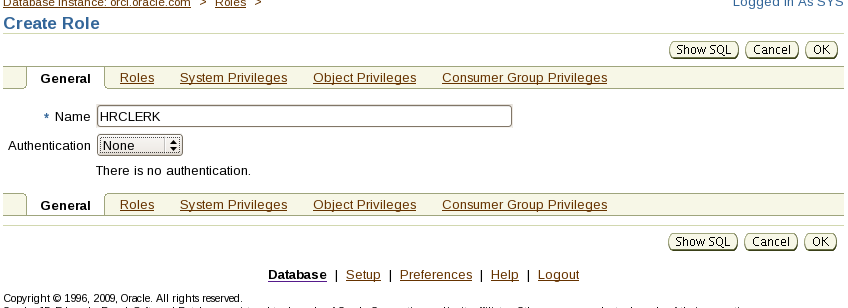 Database Instance: orcl.oracle.com > Roles >
Logged in As SYS
Create Role
Show SQL Cancel OK
General Roles System Privileges Object Privileges Consumer Group Privileges
* Name HRCLERK
Authentication None
There is no authentication.
General Roles System Privileges Object Privileges Consumer Group Privileges
Show SQL Cancel OK
Database | Setup | Preferences | Help | Logout
Copyright © 1996, 2009, Oracle. All rights reserved.